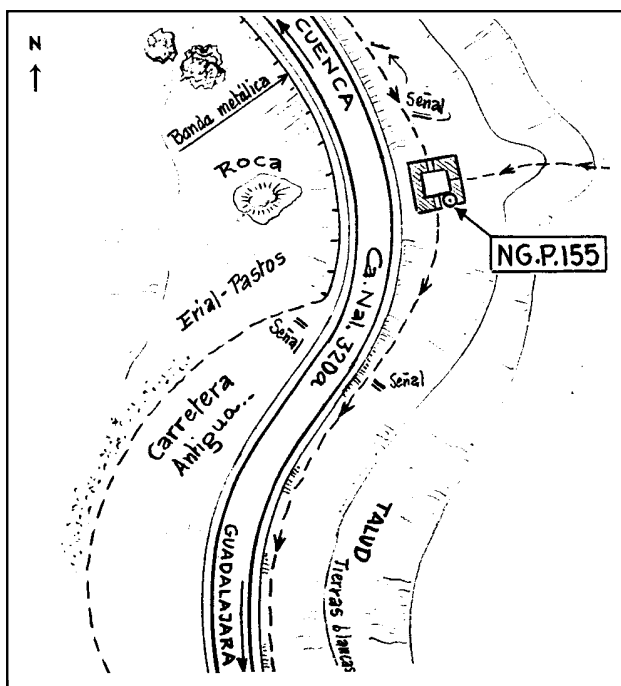 N
CUENCA
Señal
Banda metálica
ROCA
NG.P.155
Erial-Pastos
Ca. Nal. 320a
Señal
Señal
Carretera
Antigua...
TALUD
Tierras blancas
GUADALAJARA